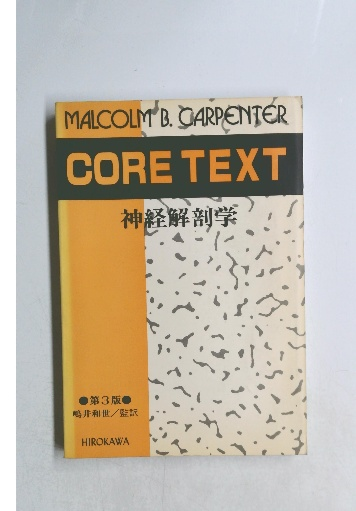 MALCOLM B. CARPENTER
CORE TEXT
神経解剖学
●第3版●
嶋井和世／監訳
HIROKAWA